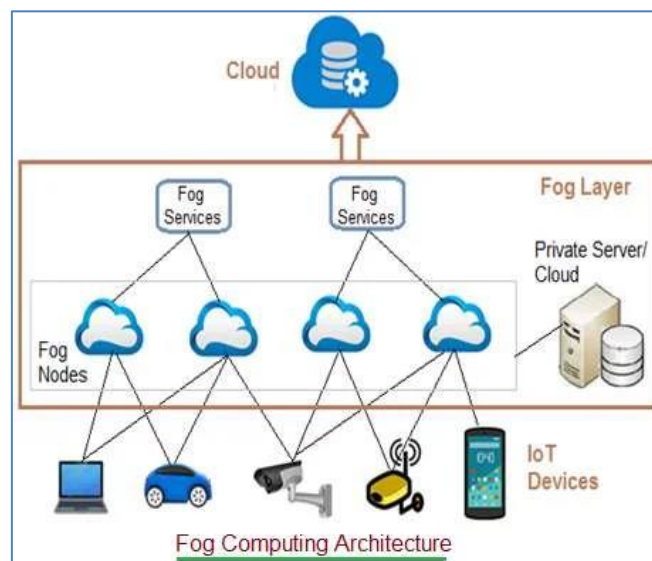 Cloud
Fog Layer
Fog
Services
Fog
Services
Private Server/
Cloud
Fog
Nodes
IoT
Devices
Fog Computing Architecture